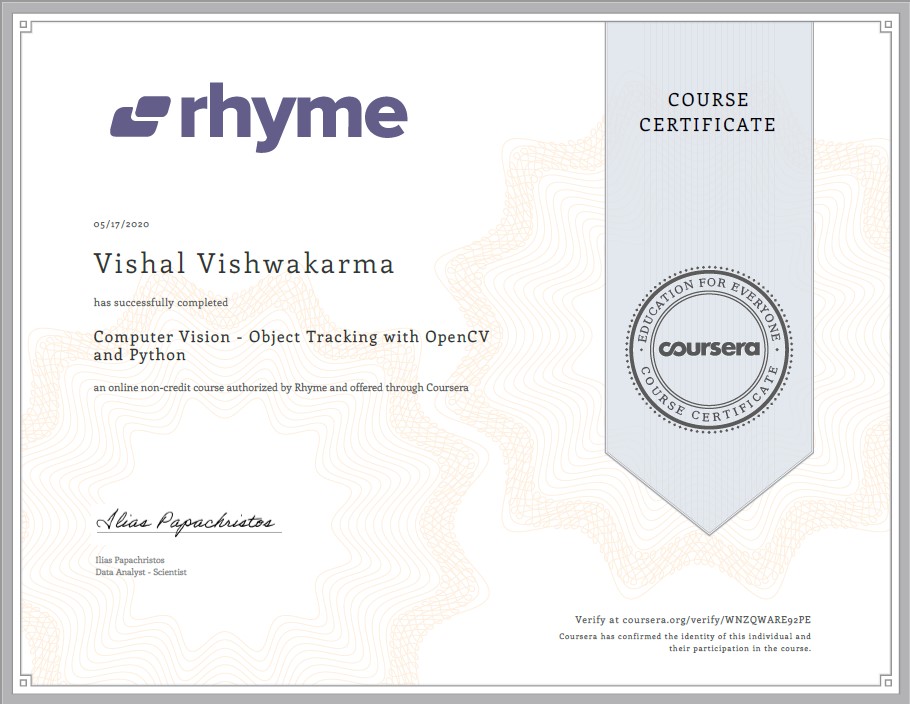 rhyme
COURSE
CERTIFICATE
05/17/2020
Vishal Vishwakarma
has successfully completed
Computer Vision - Object Tracking with OpenCV
and Python
an online non-credit course authorized by Rhyme and offered through Coursera
EDUCATION FOR EVERYONE
coursera
COURSE CERTIFICATE
Ilias Papachristos
Ilias Papachristos
Data Analyst - Scientist
Verify at coursera.org/verify/WNZQWARE92PE
Coursera has confirmed the identity of this individual and
their participation in the course.